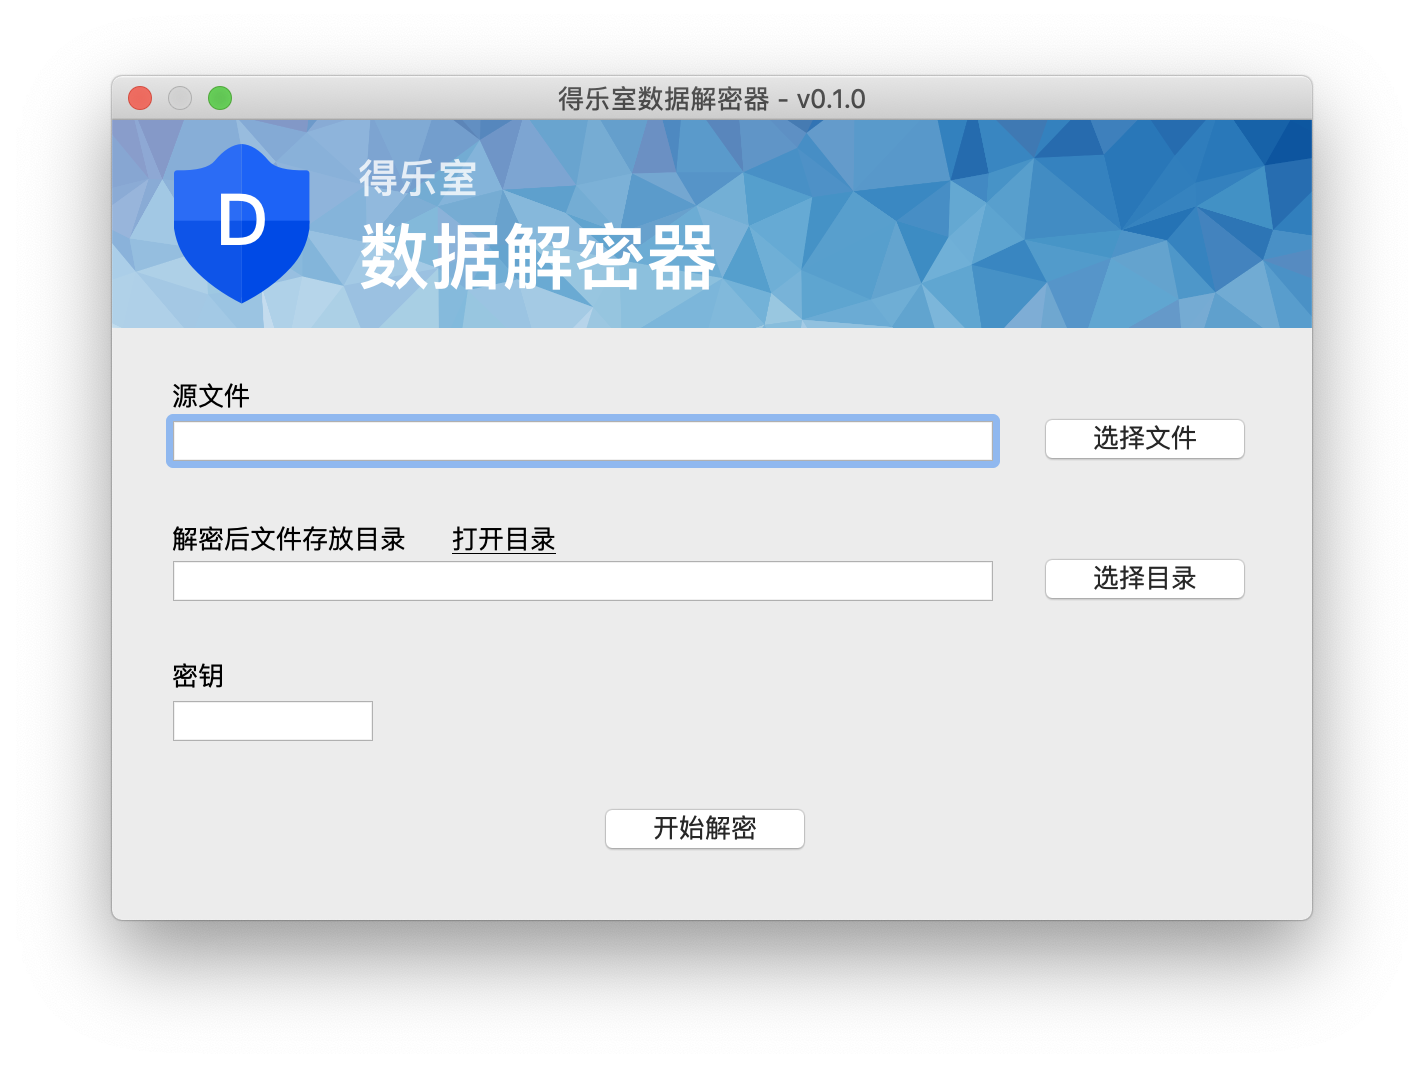 得乐室数据解密器 - v0.1.0
D
得乐室
数据解密器
源文件
选择文件
解密后文件存放目录 打开目录
选择目录
密钥
开始解密